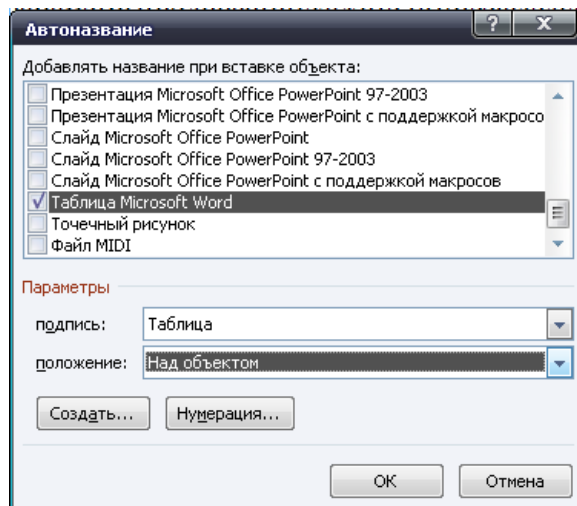 Автоназвание
Добавлять название при вставке объекта:
Презентация Microsoft Office PowerPoint 97-2003
Презентация Microsoft Office PowerPoint с поддержкой макросо
Слайд Microsoft Office PowerPoint
Слайд Microsoft Office PowerPoint 97-2003
Слайд Microsoft Office PowerPoint с поддержкой макросов
Таблица Microsoft Word
Точечный рисунок
Файл MIDI
Параметры
подпись: Таблица
положение: Над объектом
Создать... Нумерация...
ОК Отмена